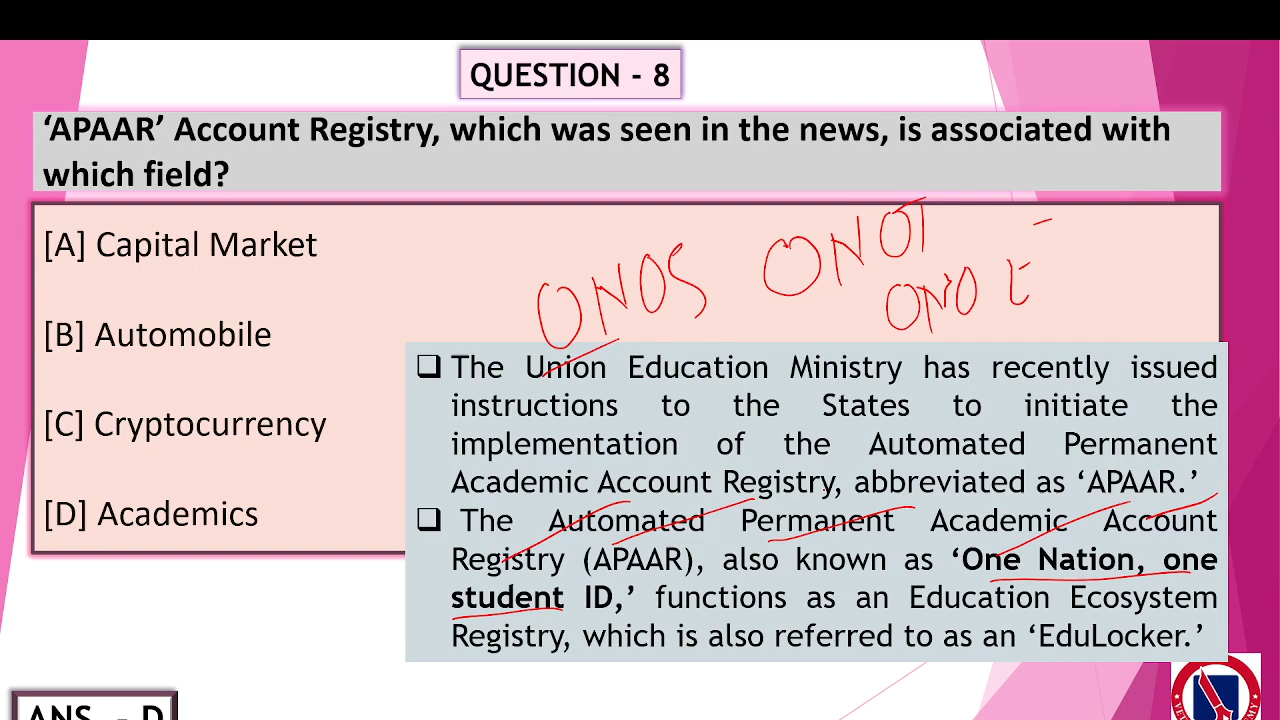 QUESTION - 8
‘APAAR’ Account Registry, which was seen in the news, is associated with
which field?
[A] Capital Market
[B] Automobile
[C] Cryptocurrency
[D] Academics
ONOS ONOT
ONO
❑ The Union Education Ministry has recently issued
instructions to the States to initiate the
implementation of the Automated Permanent
Academic Account Registry, abbreviated as ‘APAAR.’
❑ The Automated Permanent Academic Account
Registry (APAAR), also known as ‘One Nation, one
student ID,’ functions as an Education Ecosystem
Registry, which is also referred to as an ‘EduLocker.’
ANS - D